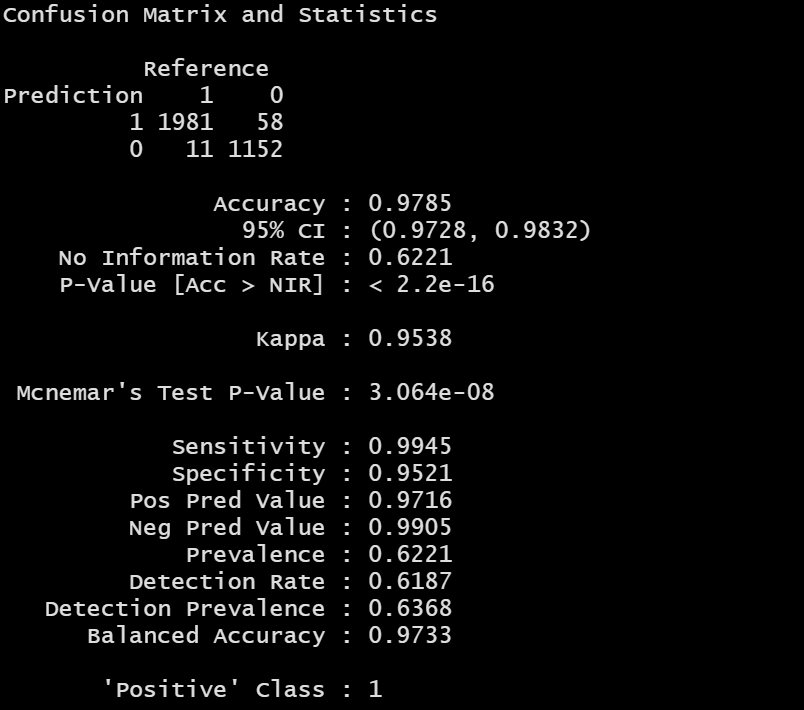 Confusion Matrix and Statistics
Reference
Prediction 1 0
1 1981 58
0 11 1152
Accuracy : 0.9785
95% CI : (0.9728, 0.9832)
No Information Rate : 0.6221
P-Value [Acc > NIR] : < 2.2e-16
Kappa : 0.9538
Mcnemar's Test P-Value : 3.064e-08
Sensitivity : 0.9945
Specificity : 0.9521
Pos Pred Value : 0.9716
Neg Pred Value : 0.9905
Prevalence : 0.6221
Detection Rate : 0.6187
Detection Prevalence : 0.6368
Balanced Accuracy : 0.9733
'Positive' Class : 1